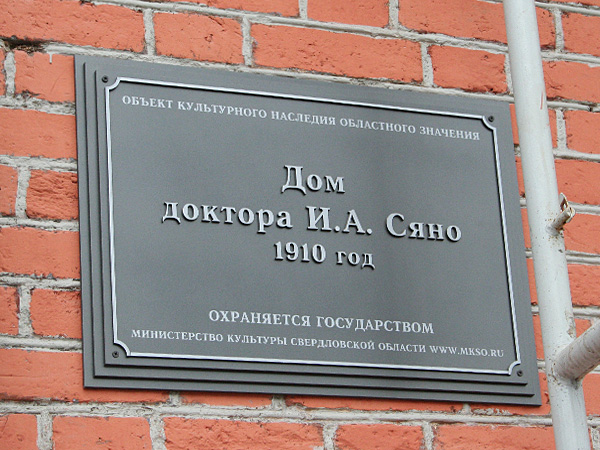 ОБЪЕКТ КУЛЬТУРНОГО НАСЛЕДИЯ ОБЛАСТНОГО ЗНАЧЕНИЯ
Дом
доктора И.А. Сяно
1910 год
ОХРАНЯЕТСЯ ГОСУДАРСТВОМ
МИНИСТЕРСТВО КУЛЬТУРЫ СВЕРДЛОВСКОЙ ОБЛАСТИ WWW.MKSO.RU